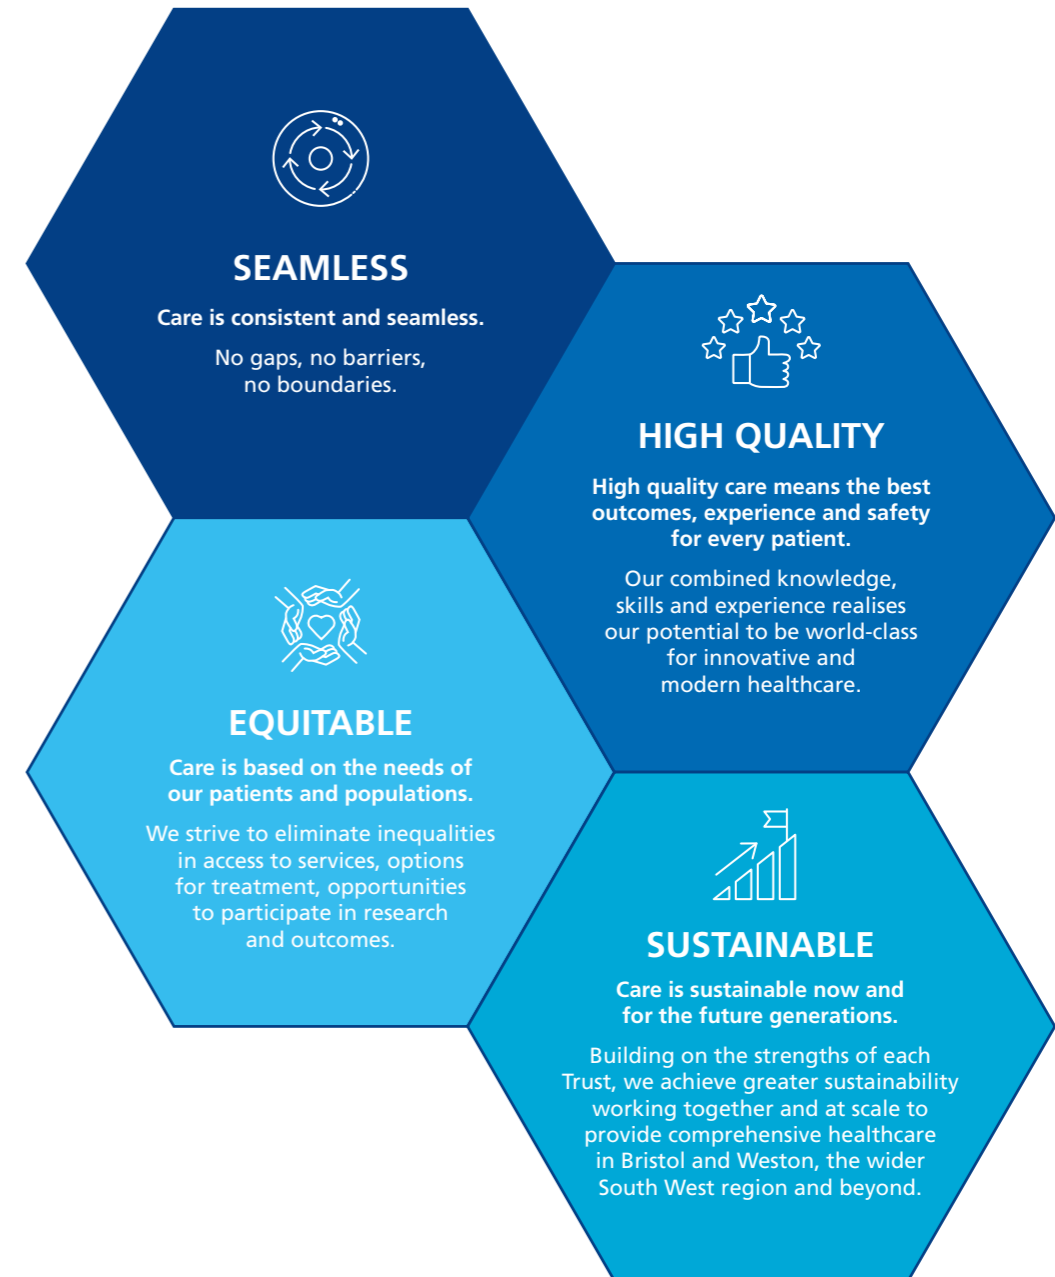 SEAMLESS
Care is consistent and seamless.
No gaps, no barriers,
no boundaries.
HIGH QUALITY
High quality care means the best
outcomes, experience and safety
for every patient.
Our combined knowledge,
skills and experience realises
our potential to be world-class
for innovative and
modern healthcare.
EQUITABLE
Care is based on the needs of
our patients and populations.
We strive to eliminate inequalities
in access to services, options
for treatment, opportunities
to participate in research
and outcomes.
SUSTAINABLE
Care is sustainable now and
for the future generations.
Building on the strengths of each
Trust, we achieve greater sustainability
working together and at scale to
provide comprehensive healthcare
in Bristol and Weston, the wider
South West region and beyond.